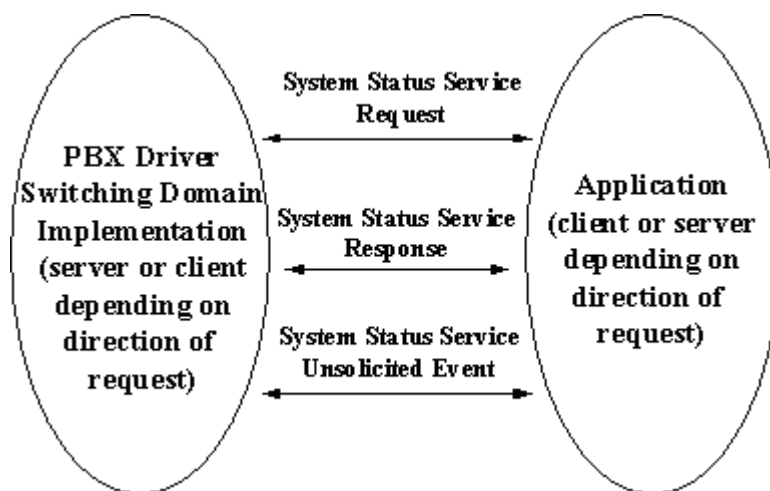 PBX Driver
Switching Domain
Implementation
(server or client
depending on
direction of
request)
System Status Service
Request
System Status Service
Response
System Status Service
Unsolicited Event
Application
(client or server
depending on
direction of
request)